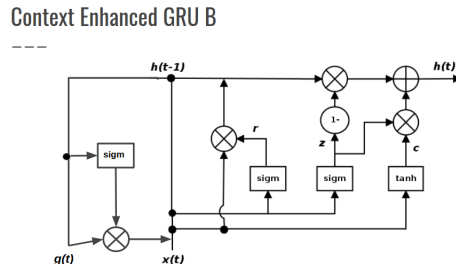 Context Enhanced GRU B
h(t-1)
h(t)
1-
r
z
c
sigm
sigm
sigm
tanh
g(t)
x(t)